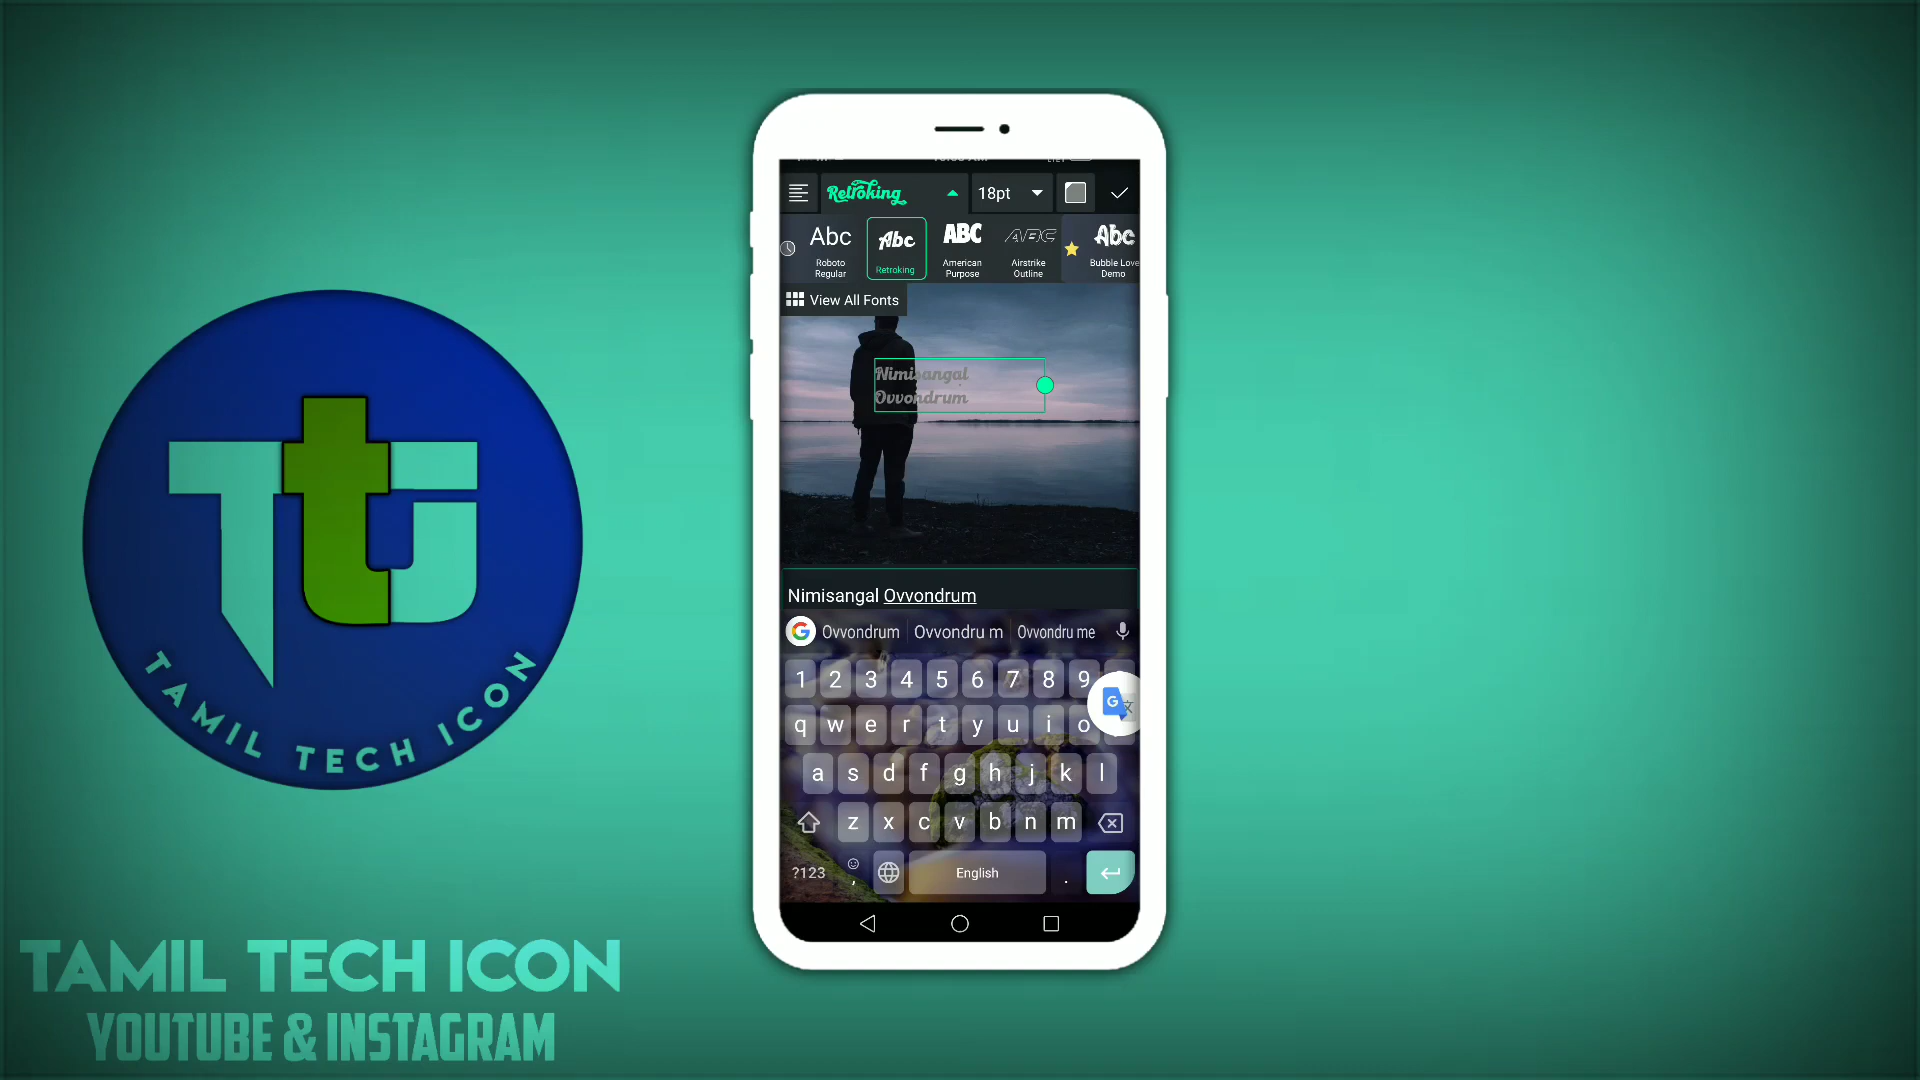 Retroking
18pt
Abc
Roboto
Regular
Abc
Retroking
ABC
American
Purpose
ABC
Airstrike
Outline
Abc
Bubble Love
Demo
View All Fonts
Nimisangal
Ovvondrum
Nimisangal Ovvondrum
Ovvondrum
Ovvondru m
Ovvondru me
1 2 3 4 5 6 7 8 9
q w e r t y u i o
a s d f g h j k l
z x c v b n m
?123
,
English
.
TAMIL TECH ICON
TAMIL TECH ICON
YOUTUBE & INSTAGRAM